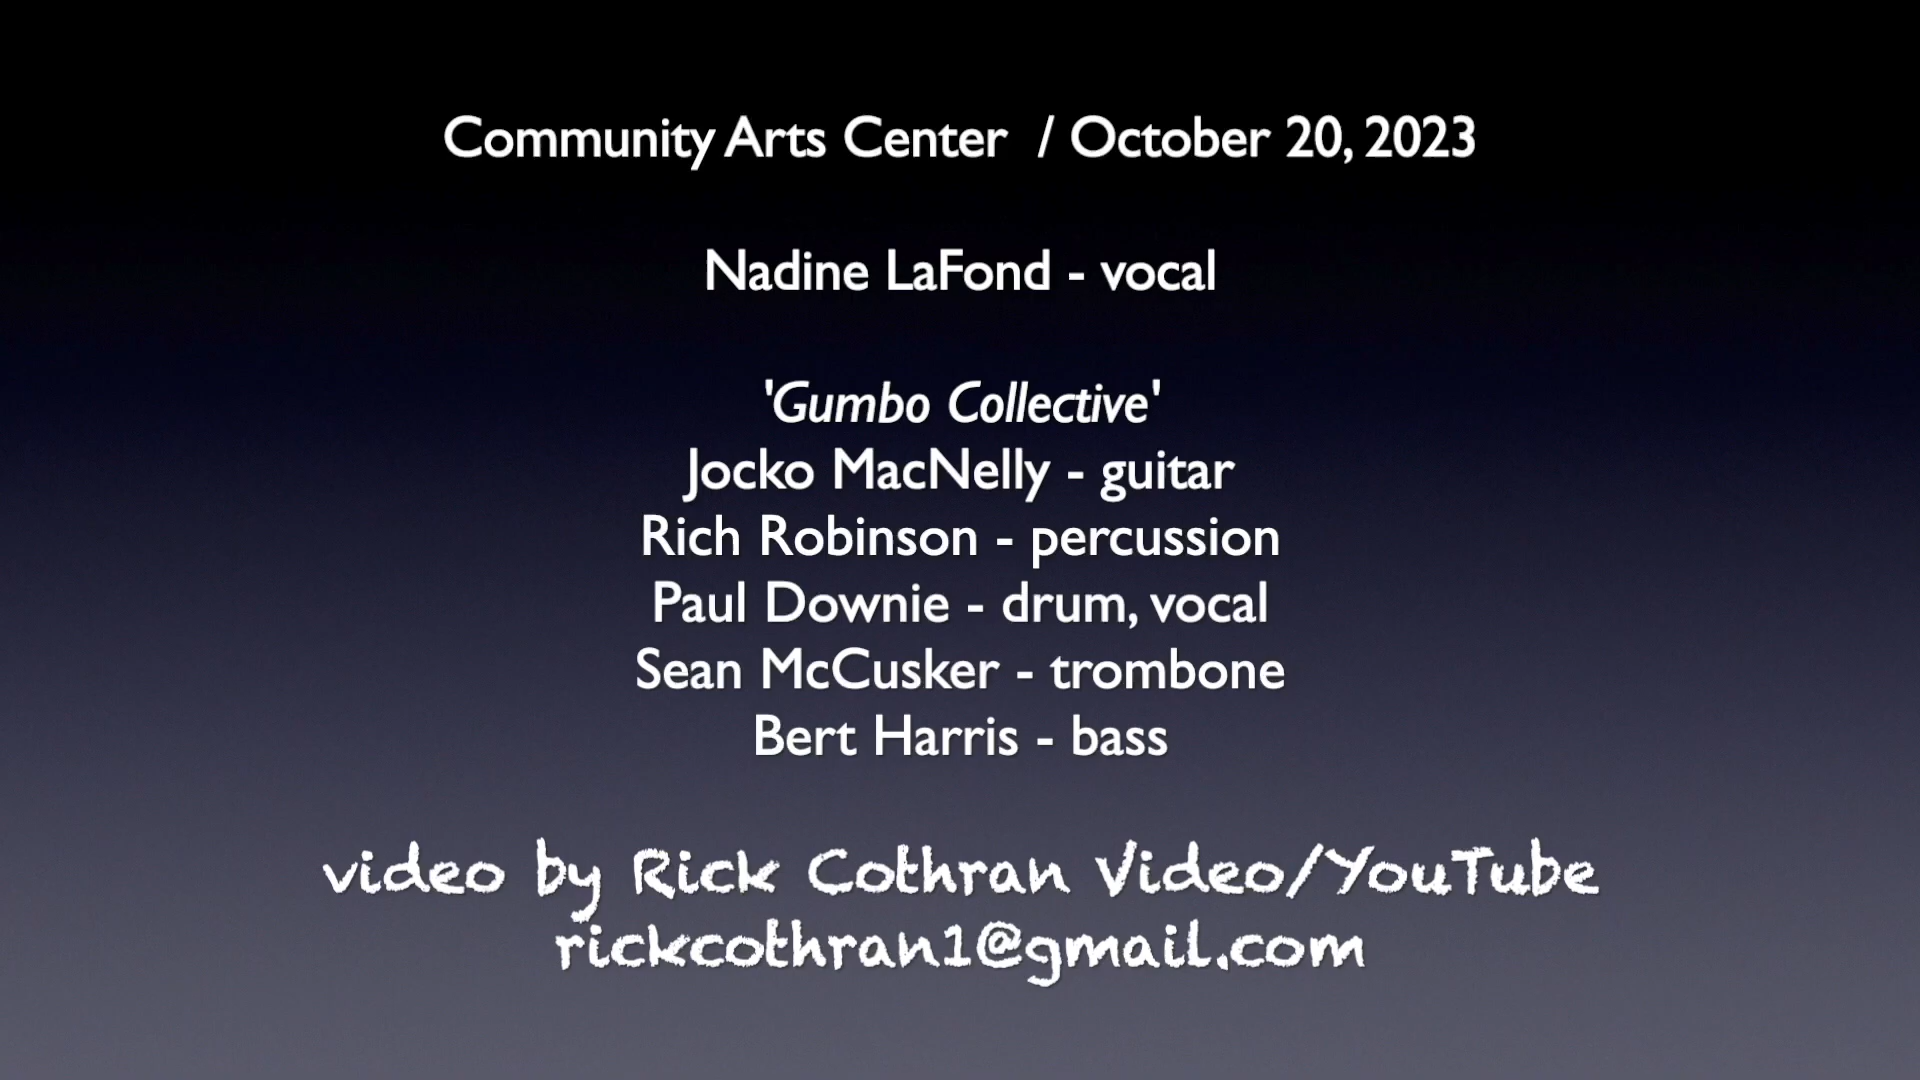 Community Arts Center / October 20, 2023
Nadine LaFond - vocal
'Gumbo Collective'
Jocko MacNelly - guitar
Rich Robinson - percussion
Paul Downie - drum, vocal
Sean McCusker - trombone
Bert Harris - bass
video by Rick Cothran Video/YouTube
rickcothran1@gmail.com